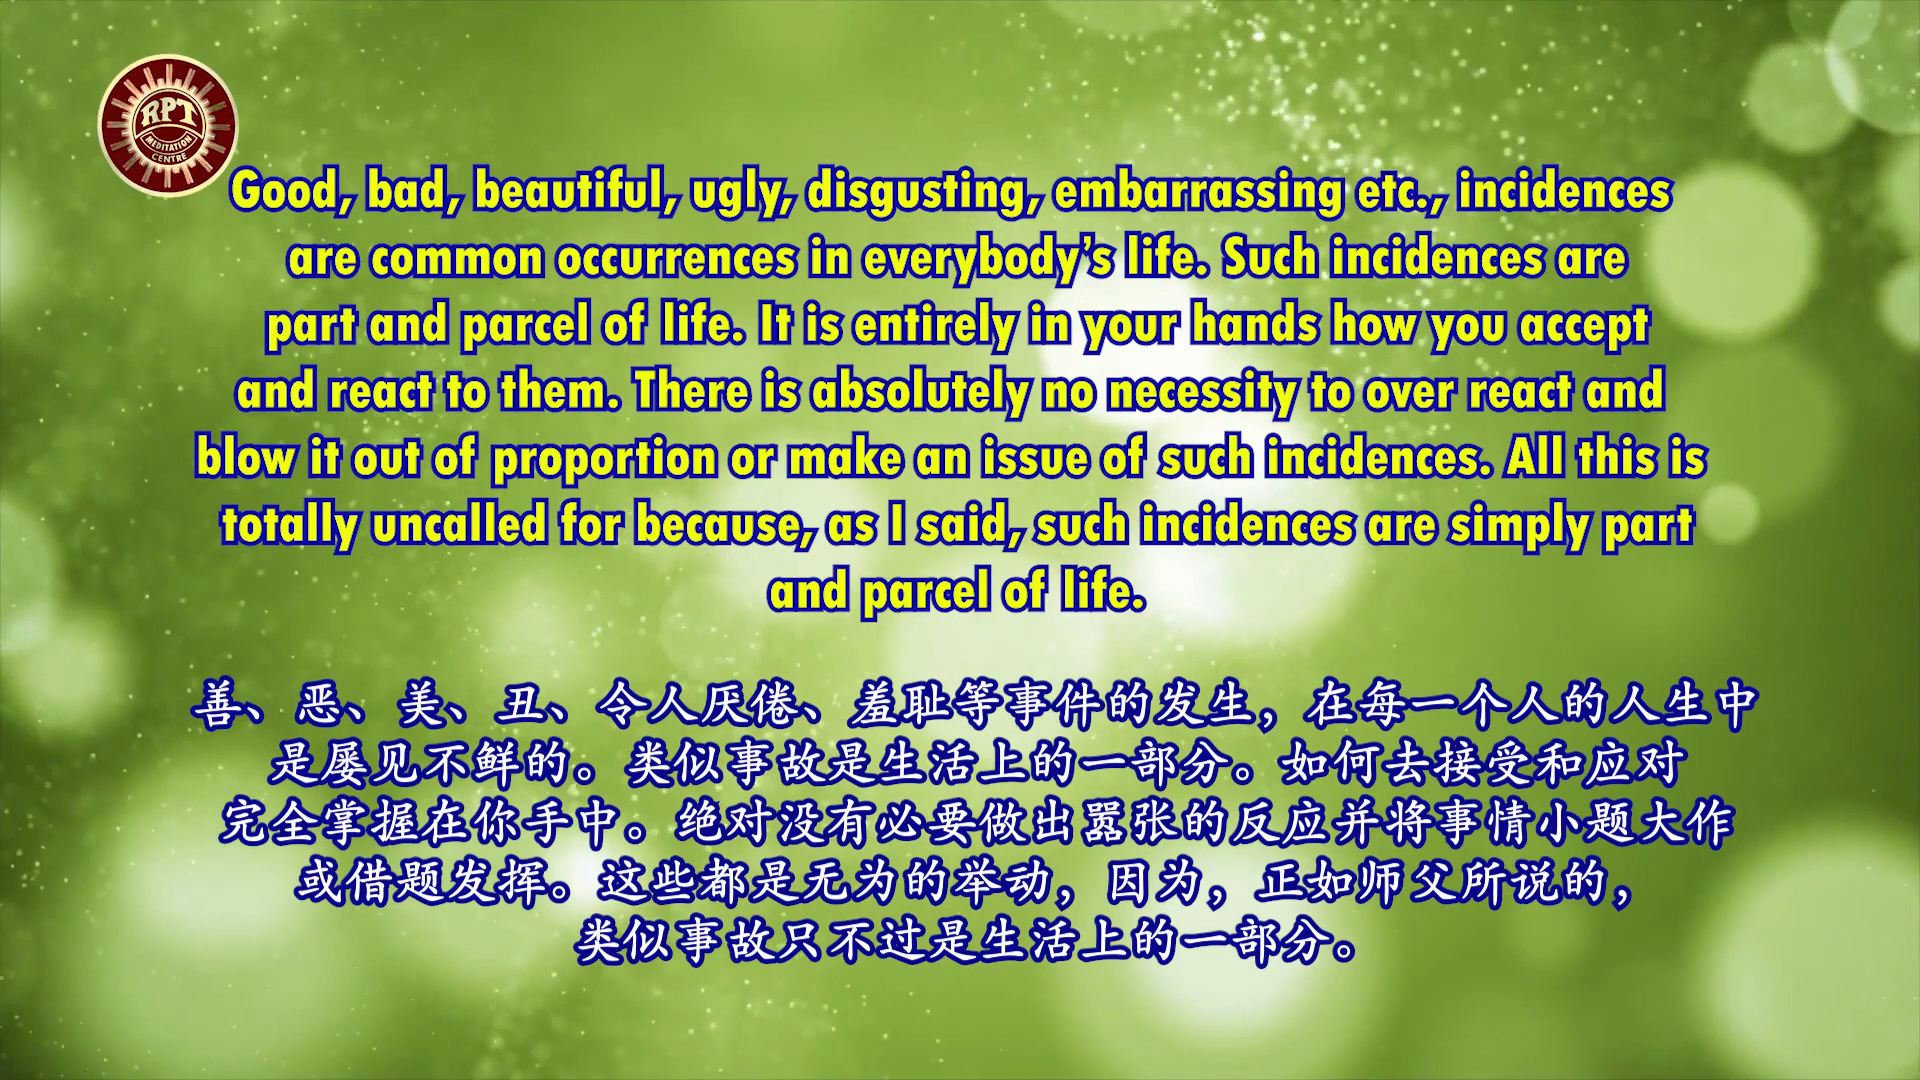 RPT
MEDITATION
CENTRE
Good, bad, beautiful, ugly, disgusting, embarrassing etc., incidences
are common occurrences in everybody's life. Such incidences are
part and parcel of life. It is entirely in your hands how you accept
and react to them. There is absolutely no necessity to over react and
blow it out of proportion or make an issue of such incidences. All this is
totally uncalled for because, as I said, such incidences are simply part
and parcel of life.
善、恶、美、丑、令人厌倦、羞耻等事件的发生，在每一个人的人生中
是屡见不鲜的。类似事故是生活上的一部分。如何去接受和应对
完全掌握在你手中。绝对没有必要做出嚣张的反应并将事情小题大作
或借题发挥。这些都是无为的举动，因为，正如师父所说的，
类似事故只不过是生活上的一部分。